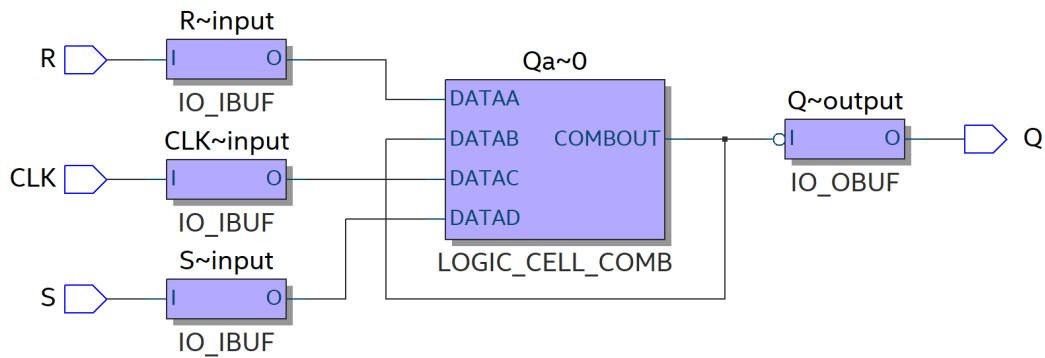 R~input
R
I
O
IO_IBUF
CLK~input
CLK
I
O
IO_IBUF
S~input
S
I
O
IO_IBUF
Qa~0
DATAA
DATAB
COMBOUT
DATAC
DATAD
LOGIC_CELL_COMB
Q~output
I
O
IO_OBUF
Q